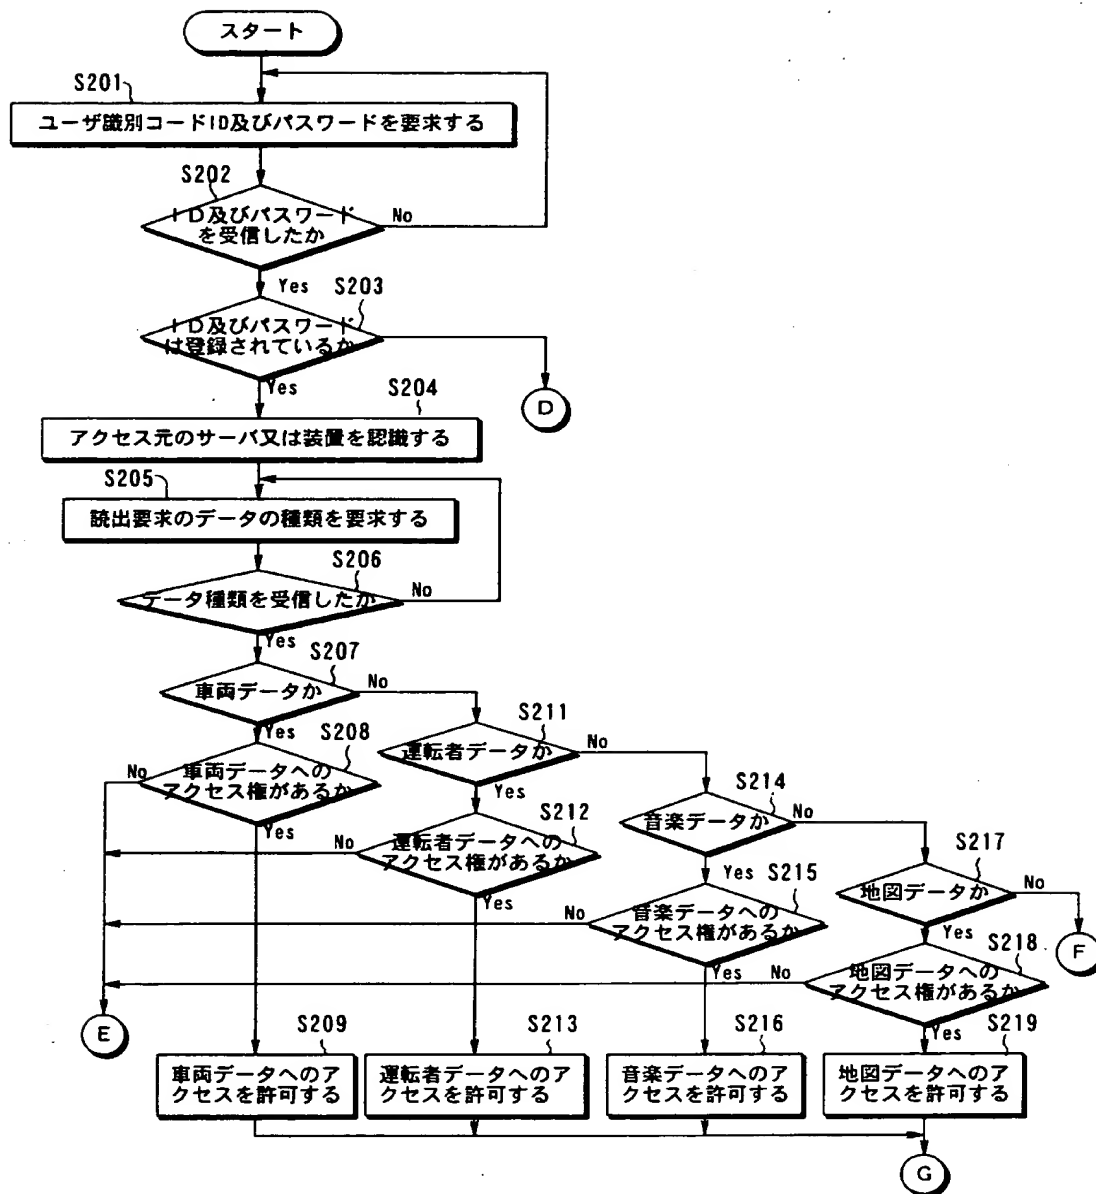 スタート
S201
ユーザ識別コードID及びパスワードを要求する
S202
ID及びパスワード
を受信したか
No
Yes
S203
ID及びパスワード
は登録されているか
Yes
D
S204
アクセス元のサーバ又は装置を認識する
S205
読出要求のデータの種類を要求する
S206
データ種類を受信したか
No
Yes
S207
車両データか
No
Yes
S208
車両データへの
アクセス権があるか
No
Yes
S211
運転者データか
No
Yes
S212
運転者データへの
アクセス権があるか
No
Yes
S214
音楽データか
No
Yes
S215
音楽データへの
アクセス権があるか
No
Yes
S217
地図データか
No
Yes
F
S218
地図データへの
アクセス権があるか
No
Yes
E
S209
車両データへのア
クセスを許可する
S213
運転者データへのア
クセスを許可する
S216
音楽データへのア
クセスを許可する
S219
地図データへのア
クセスを許可する
G